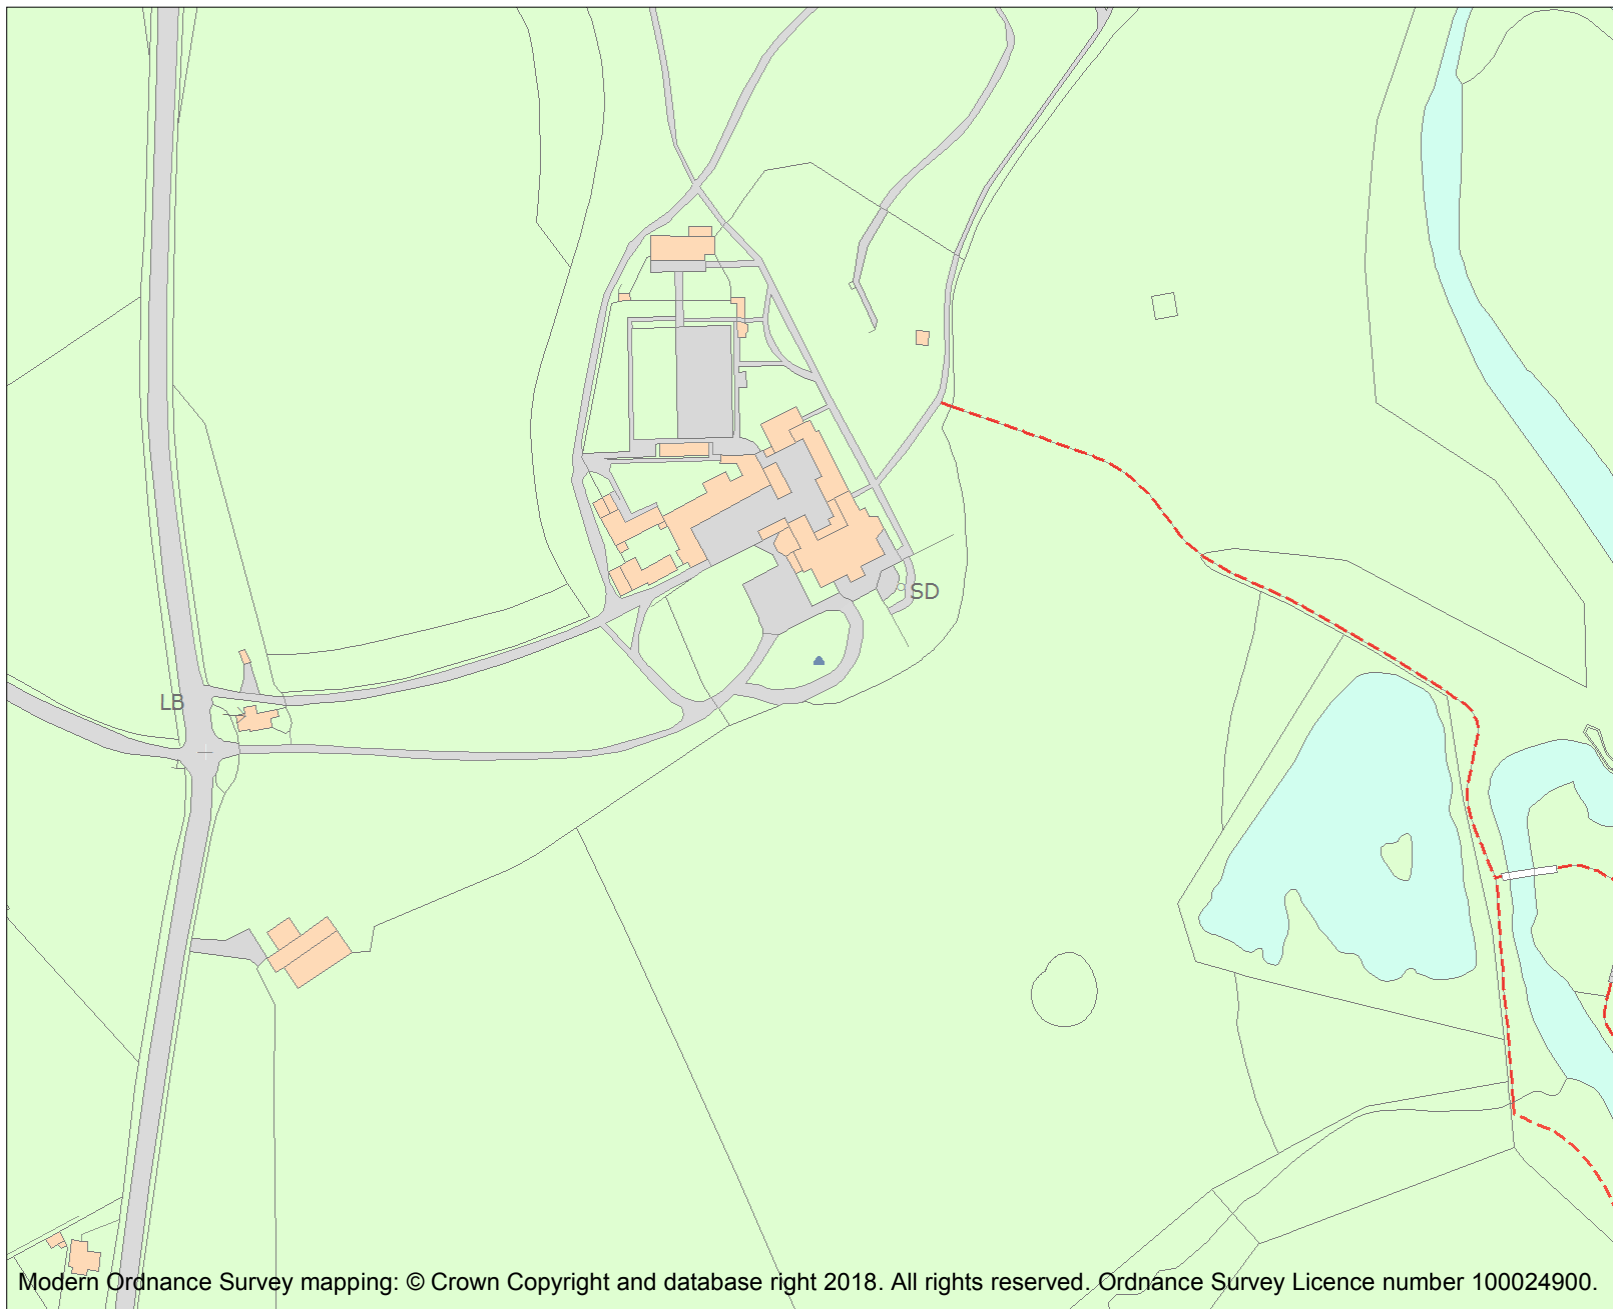 SD
LB
Modern Ordnance Survey mapping: © Crown Copyright and database right 2018. All rights reserved. Ordnance Survey Licence number 100024900.